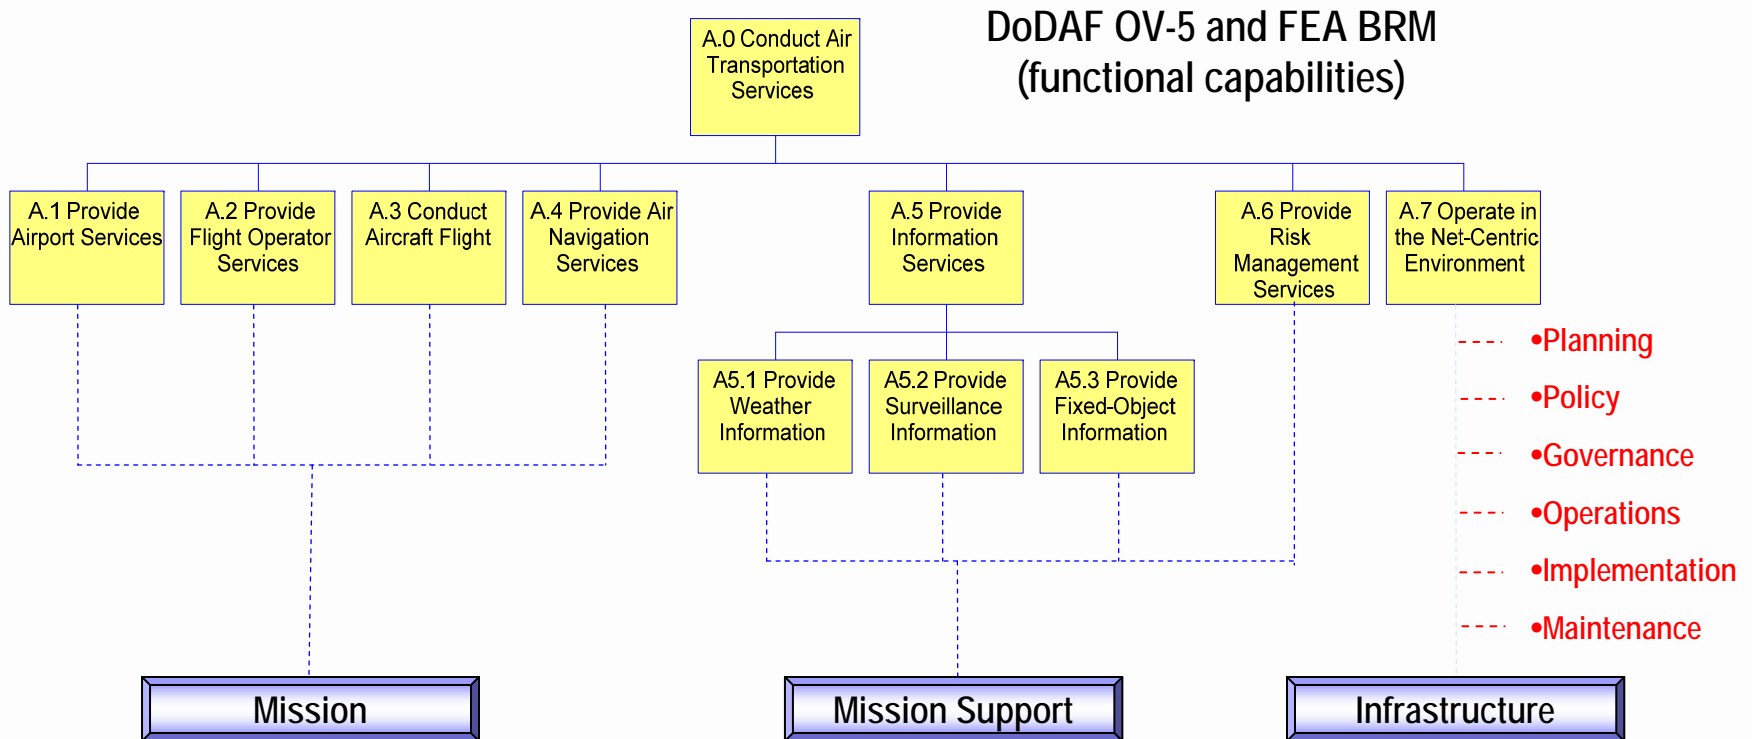 DoDAF OV-5 and FEA BRM
(functional capabilities)
A.0 Conduct Air
Transportation
Services
A.1 Provide
Airport Services
A.2 Provide
Flight Operator
Services
A.3 Conduct
Aircraft Flight
A.4 Provide Air
Navigation
Services
A.5 Provide
Information
Services
A.6 Provide
Risk
Management
Services
A.7 Operate in
the Net-Centric
Environment
A5.1 Provide
Weather
Information
A5.2 Provide
Surveillance
Information
A5.3 Provide
Fixed-Object
Information
•Planning
•Policy
•Governance
•Operations
•Implementation
•Maintenance
Mission
Mission Support
Infrastructure